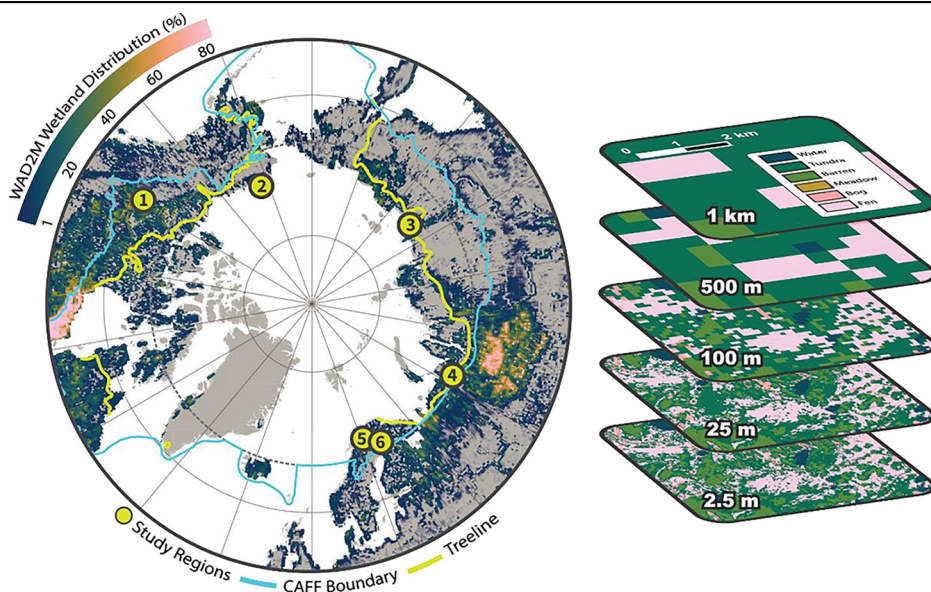 WAD2M Wetland Distribution (%)
1
20
40
60
80
1
2
3
4
5
6
Study Regions
CAFF Boundary
Treeline
0
1
2 km
Water
Tundra
Barren
Meadow
Bog
Fen
1 km
500 m
100 m
25 m
2.5 m